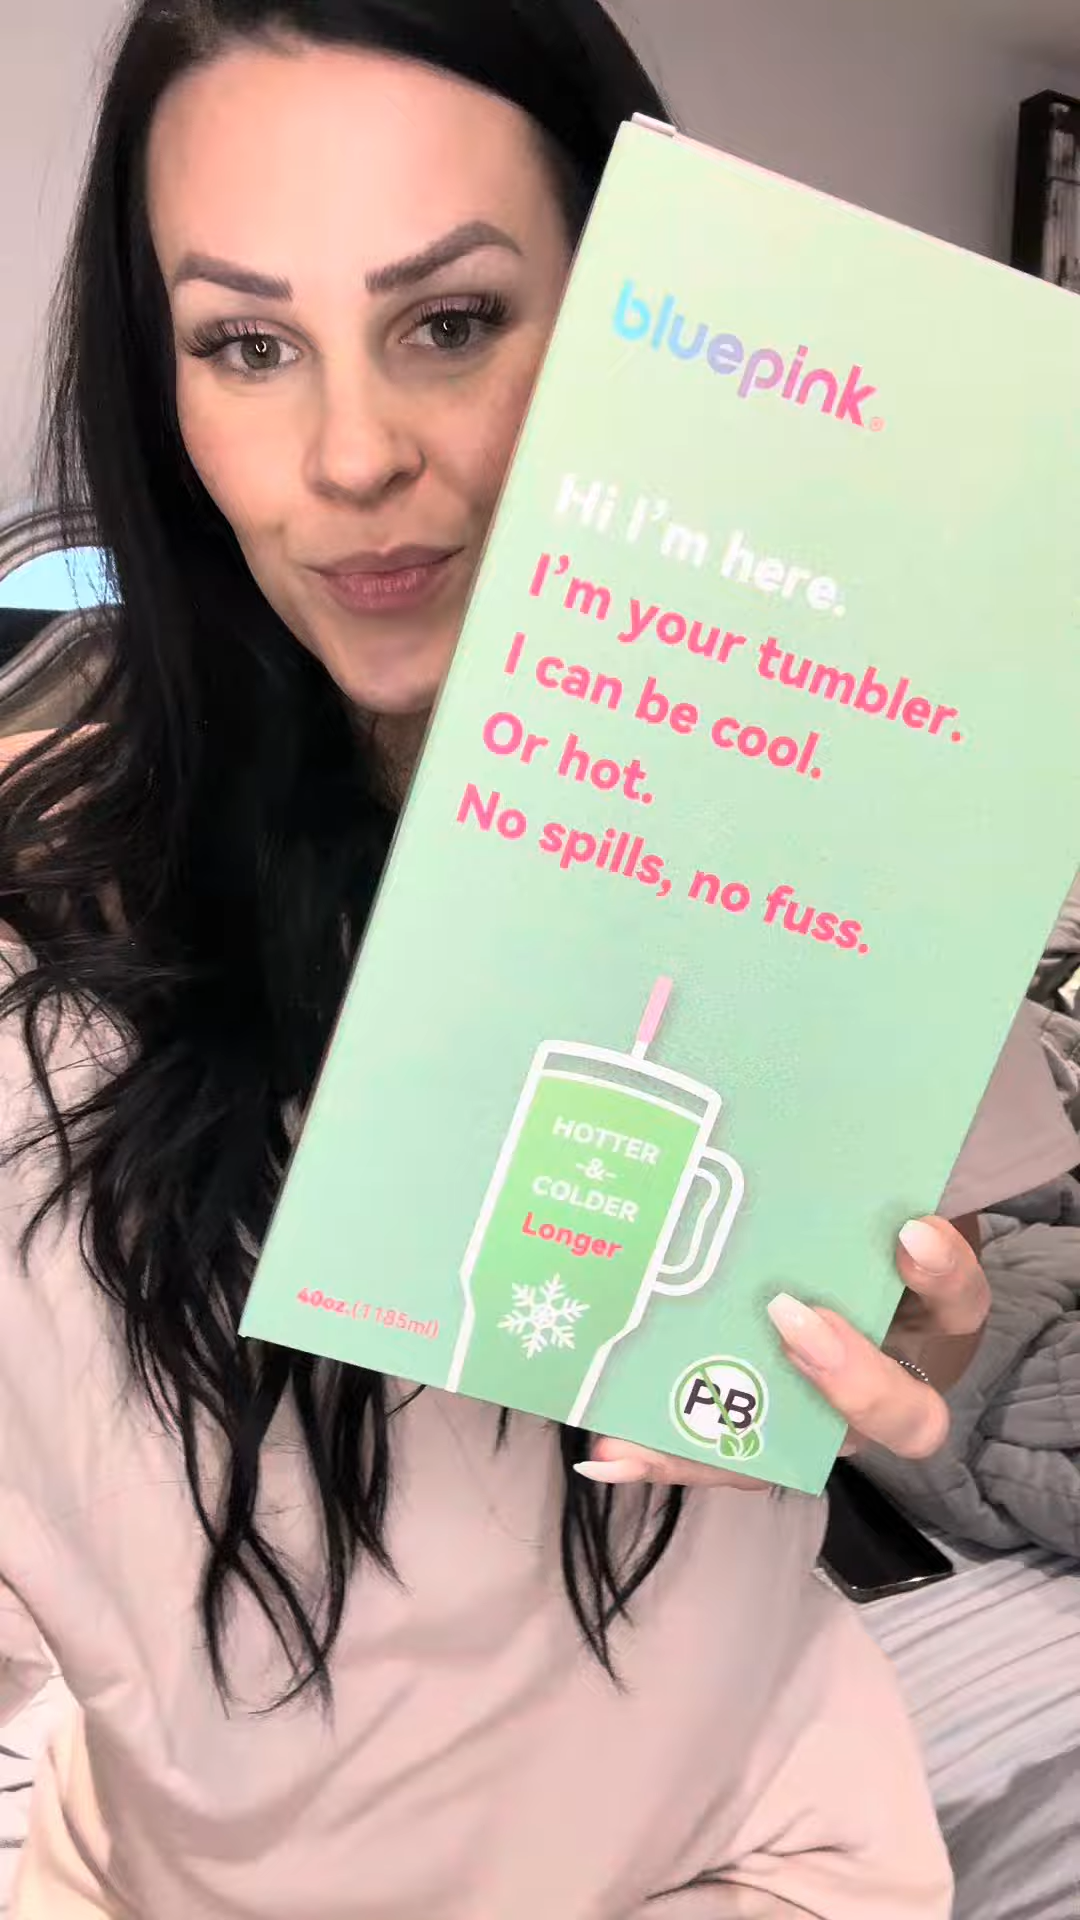 bluepink®
Hi I'm here.
I'm your tumbler.
I can be cool.
Or hot.
No spills, no fuss.
HOTTER
-&-
COLDER
Longer
40oz.(1185ml)
PB